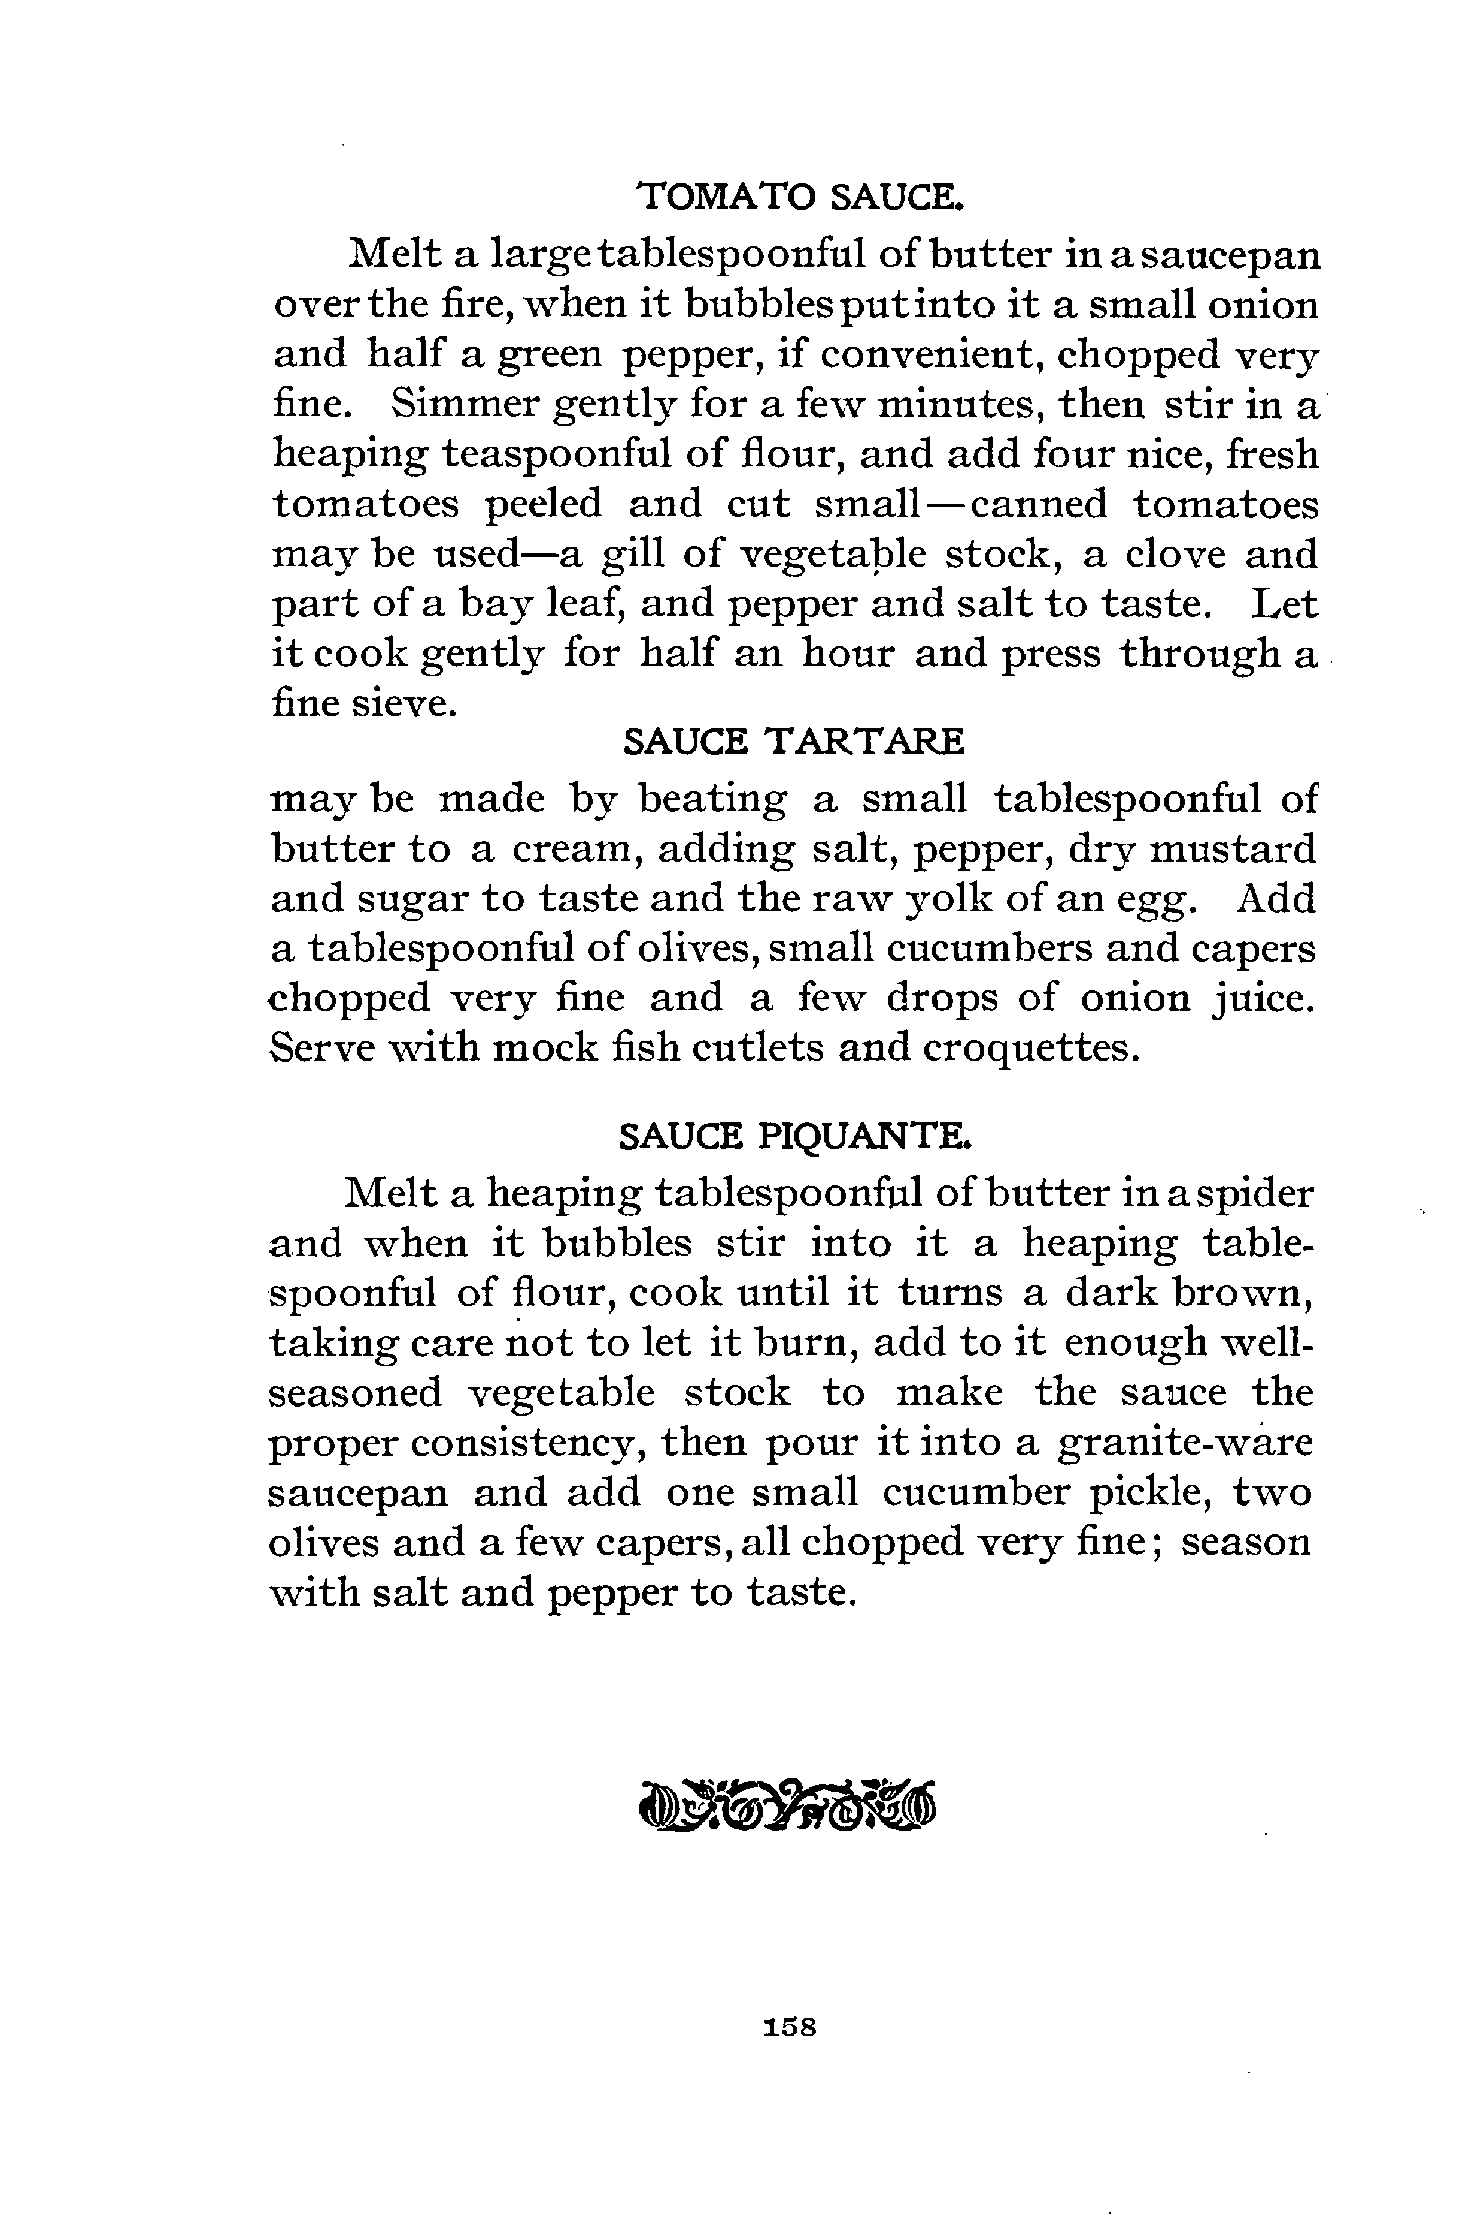 TOMATO SAUCE.
Melt a large tablespoonful of butter in a saucepan
over the fire, when it bubbles put into it a small onion
and half a green pepper, if convenient, chopped very
fine. Simmer gently for a few minutes, then stir in a
heaping teaspoonful of flour, and add four nice, fresh
tomatoes peeled and cut small—canned tomatoes
may be used—a gill of vegetable stock, a clove and
part of a bay leaf, and pepper and salt to taste. Let
it cook gently for half an hour and press through a
fine sieve.
SAUCE TARTARE
may be made by beating a small tablespoonful of
butter to a cream, adding salt, pepper, dry mustard
and sugar to taste and the raw yolk of an egg. Add
a tablespoonful of olives, small cucumbers and capers
chopped very fine and a few drops of onion juice.
Serve with mock fish cutlets and croquettes.
SAUCE PIQUANTE.
Melt a heaping tablespoonful of butter in a spider
and when it bubbles stir into it a heaping table-
spoonful of flour, cook until it turns a dark brown,
taking care not to let it burn, add to it enough well-
seasoned vegetable stock to make the sauce the
proper consistency, then pour it into a granite-ware
saucepan and add one small cucumber pickle, two
olives and a few capers, all chopped very fine; season
with salt and pepper to taste.
158